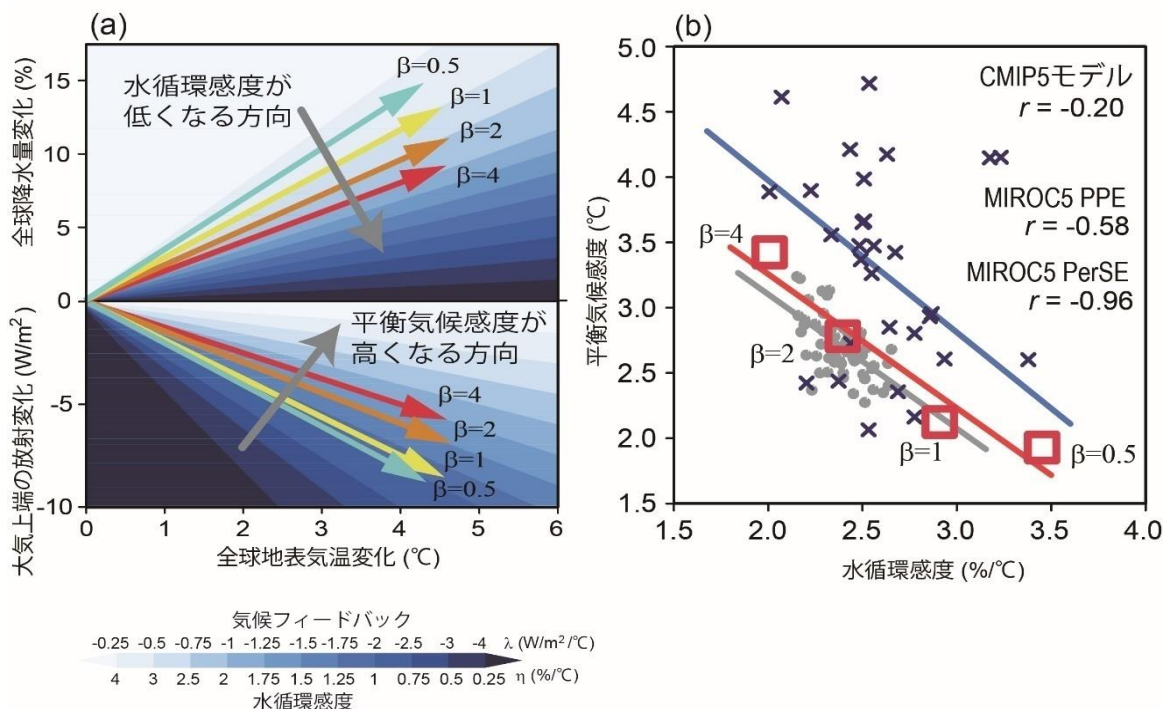 (a)
全球降水量変化 (%)
15
10
5
0
水循環感度が
低くなる方向
β=0.5
β=1
β=2
β=4
大気上端の放射変化 (W/m²)
-5
-10
平衡気候感度が
高くなる方向
β=4
β=2
β=1
β=0.5
0 1 2 3 4 5 6
全球地表気温変化 (℃)
気候フィードバック
-0.25 -0.5 -0.75 -1 -1.25 -1.5 -1.75 -2 -2.5 -3 -4 λ (W/m²/℃)
4 3 2.5 2 1.75 1.5 1.25 1 0.75 0.5 0.25 η (%/℃)
水循環感度
(b)
平衡気候感度 (℃)
5.0
4.5
4.0
3.5
3.0
2.5
2.0
1.5
CMIP5モデル
r = -0.20
MIROC5 PPE
r = -0.58
MIROC5 PerSE
r = -0.96
β=4
β=2
β=1
β=0.5
1.5 2.0 2.5 3.0 3.5 4.0
水循環感度 (%/℃)